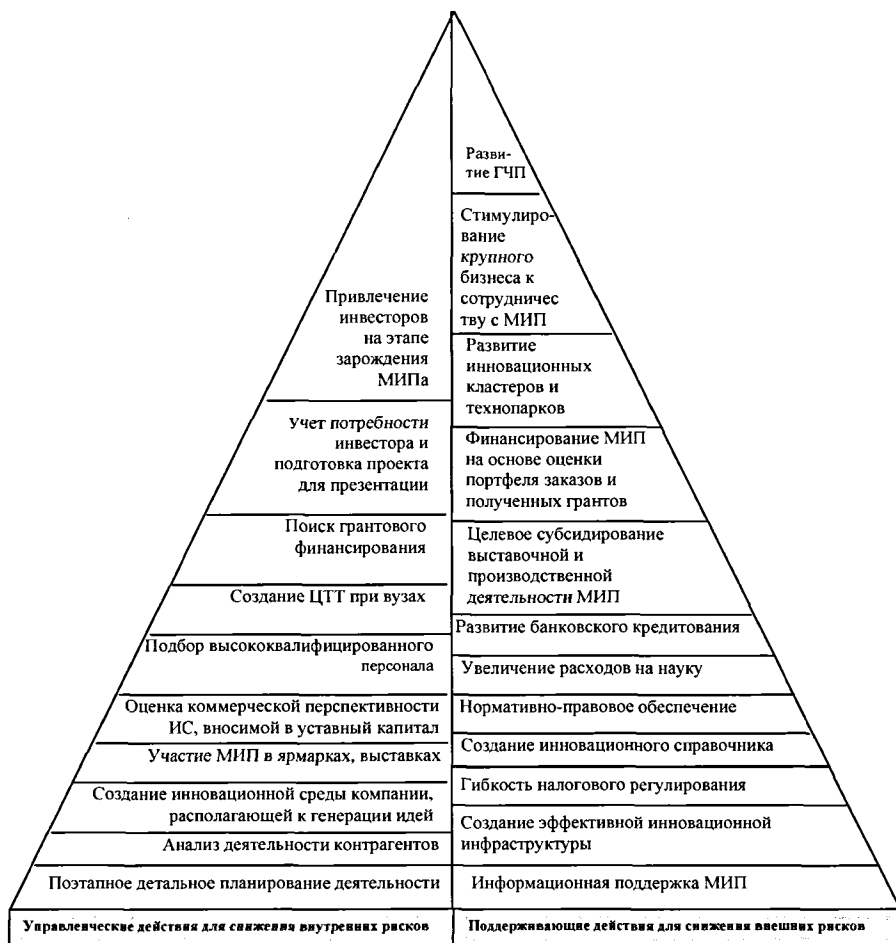 Привлечение
инвесторов
на этапе
зарождения
МИПа
Учет потребности
инвестора и
подготовка проекта
для презентации
Поиск грантового
финансирования
Создание ЦТТ при вузах
Подбор высококвалифицированного
персонала
Оценка коммерческой перспективности
ИС, вносимой в уставный капитал
Участие МИП в ярмарках, выставках
Создание инновационной среды компании,
располагающей к генерации идей
Анализ деятельности контрагентов
Поэтапное детальное планирование деятельности
Управленческие действия для снижения внутренних рисков
Разви-
тие ГЧП
Стимулиро-
вание
крупного
бизнеса к
сотрудничес
тву с МИП
Развитие
инновационных
кластеров и
технопарков
Финансирование МИП
на основе оценки
портфеля заказов и
полученных грантов
Целевое субсидирование
выставочной и
производственной
деятельности МИП
Развитие банковского кредитования
Увеличение расходов на науку
Нормативно-правовое обеспечение
Создание инновационного справочника
Гибкость налогового регулирования
Создание эффективной инновационной
инфраструктуры
Информационная поддержка МИП
Поддерживающие действия для снижения внешних рисков